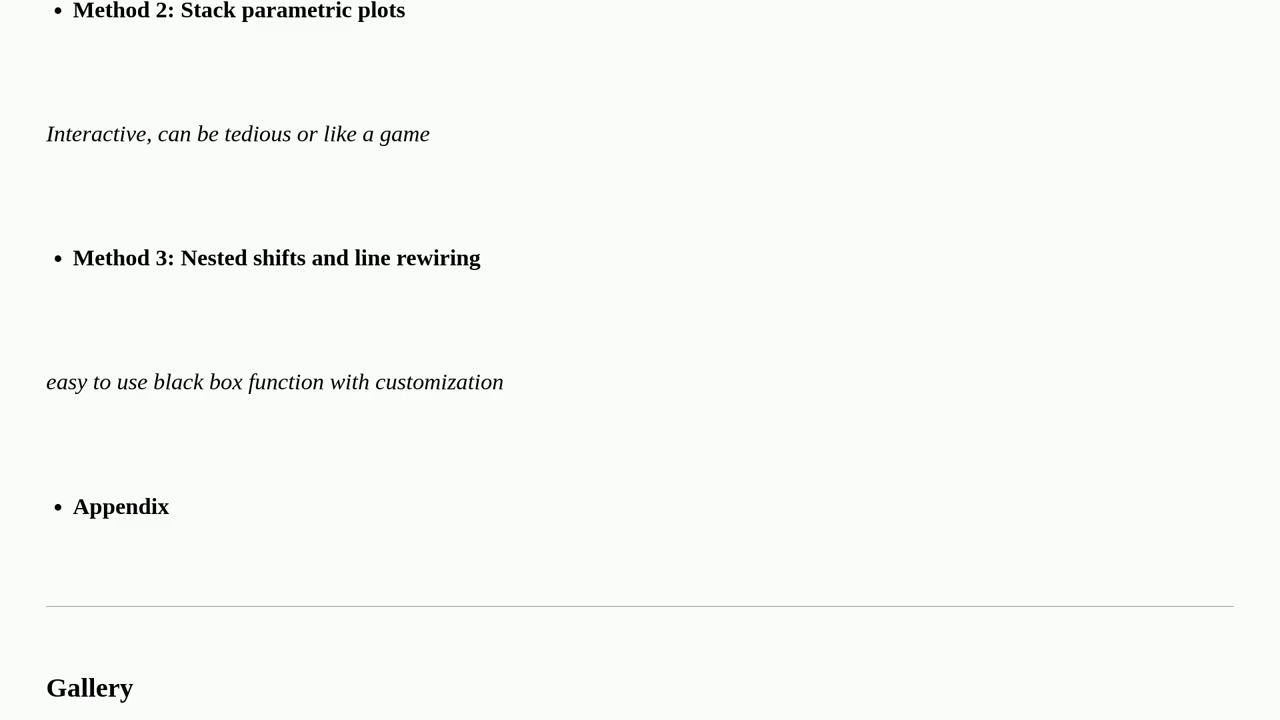 • Method 2: Stack parametric plots
Interactive, can be tedious or like a game
• Method 3: Nested shifts and line rewiring
easy to use black box function with customization
• Appendix
Gallery